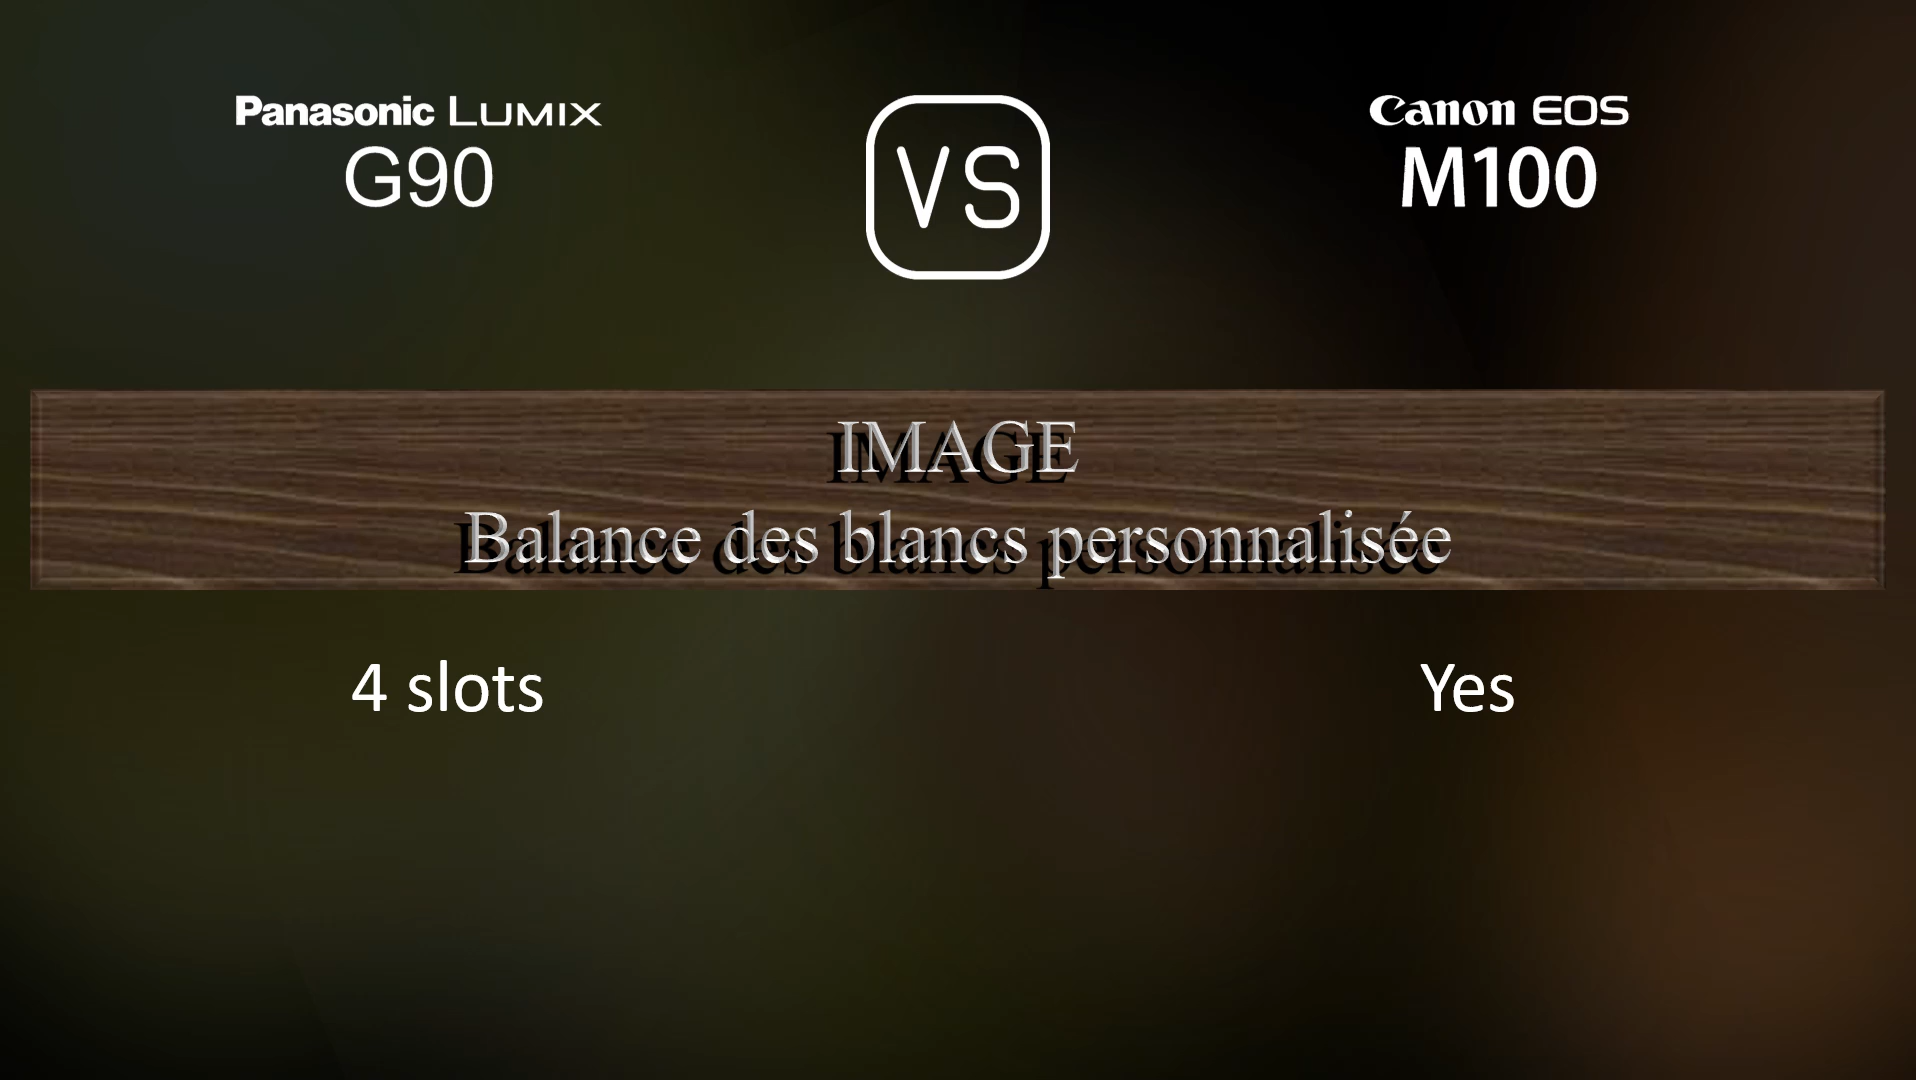 Panasonic LUMIX
G90
VS
Canon EOS
M100
IMAGE
Balance des blancs personnalisée
4 slots
Yes